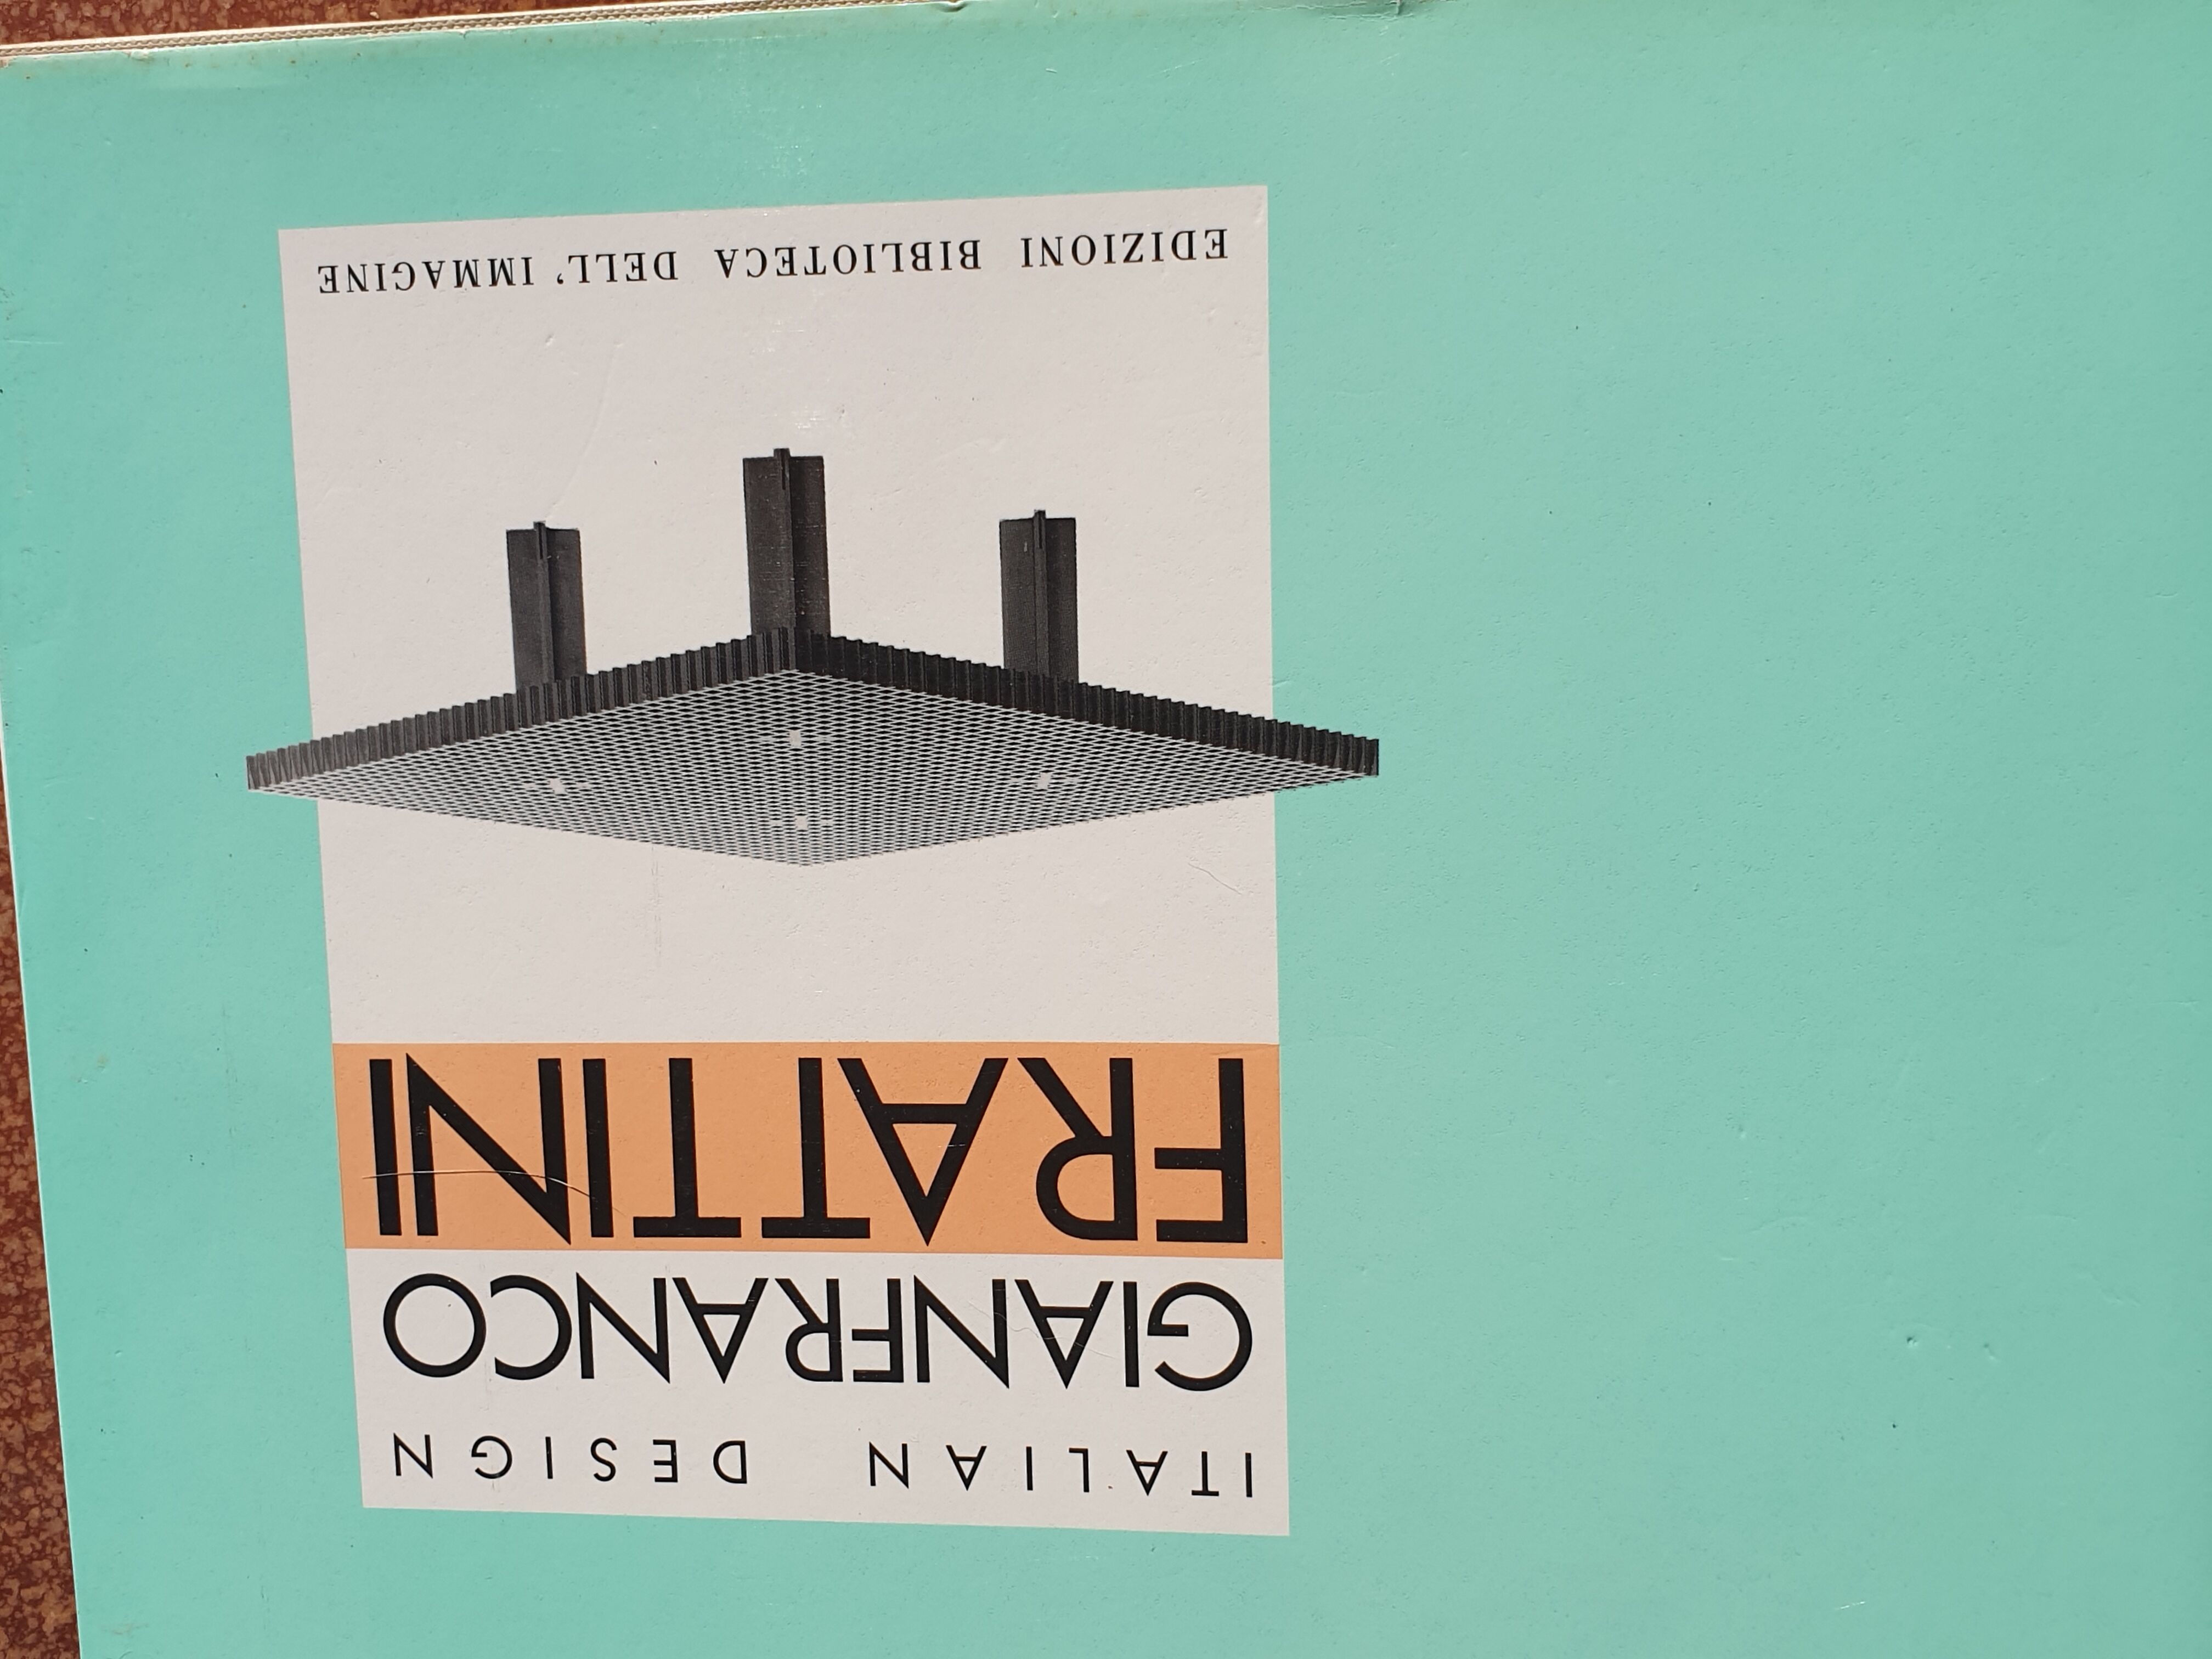 ITALIAN DESIGN
GIANFRANCO
FRATTINI
EDIZIONI BIBLIOTECA DELL' IMMAGINE